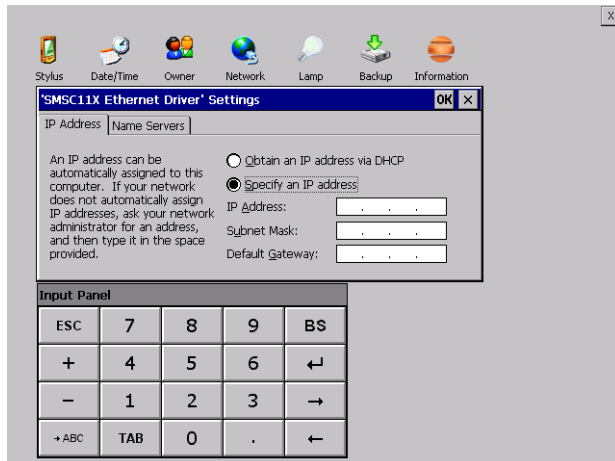 X
Stylus Date/Time Owner Network Lamp Backup Information
'SMSC11X Ethernet Driver' Settings OK ×
IP Address Name Servers
An IP address can be
automatically assigned to this
computer. If your network
does not automatically assign
IP addresses, ask your network
administrator for an address,
and then type it in the space
provided.
Obtain an IP address via DHCP
Specify an IP address
IP Address: . . .
Subnet Mask: . . .
Default Gateway: . . .
Input Panel
ESC 7 8 9 BS
+ 4 5 6 ↵
− 1 2 3 →
→ABC TAB 0 . ←